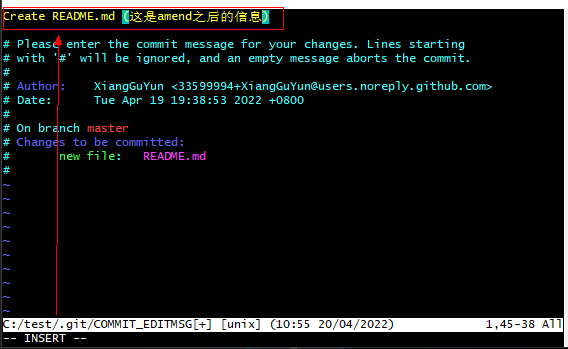 Create README.md (这是amend之后的信息)
# Please enter the commit message for your changes. Lines starting
# with '#' will be ignored, and an empty message aborts the commit.
#
# Author:    XiangGuYun <33599994+XiangGuYun@users.noreply.github.com>
# Date:      Tue Apr 19 19:38:53 2022 +0800
#
# On branch master
# Changes to be committed:
#       new file:   README.md
#
~
~
~
~
~
~
~
~
~
~
C:/test/.git/COMMIT_EDITMSG[+] [unix] (10:55 20/04/2022) 1,45-38 All
-- INSERT --